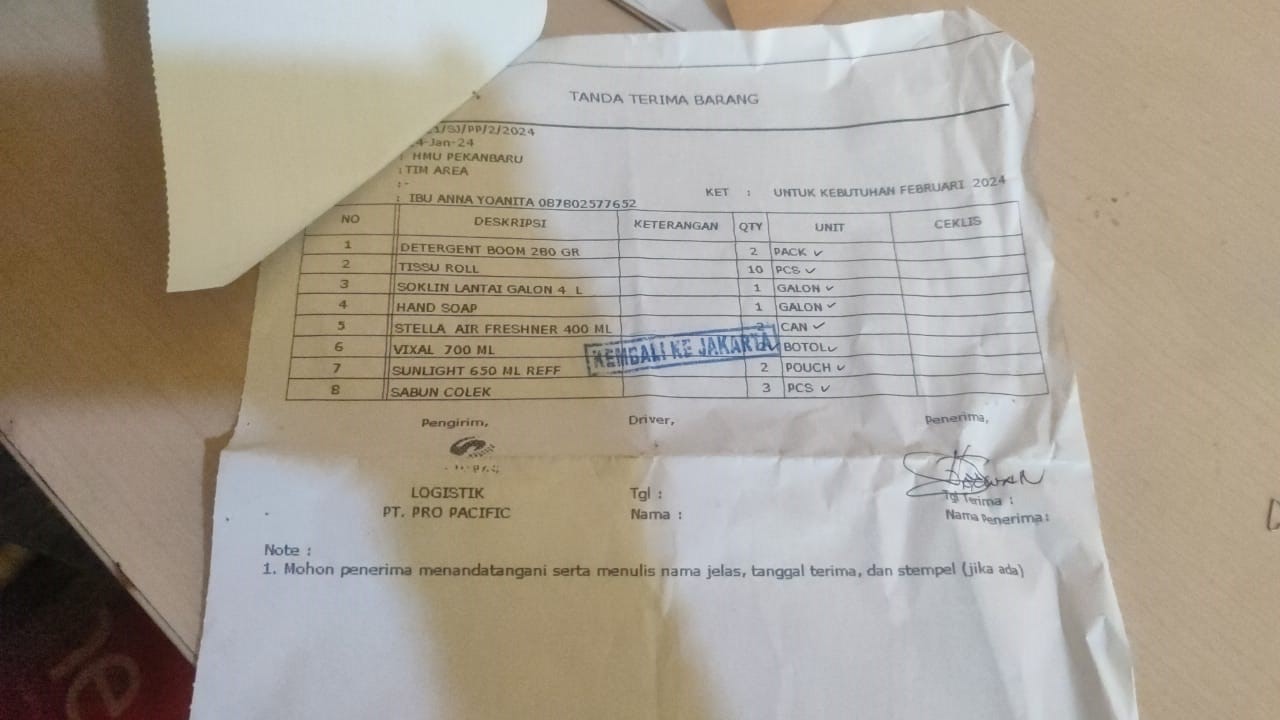 TANDA TERIMA BARANG
/SJ/PP/2/2024
-Jan-24
: HMU PEKANBARU
: TIM AREA
: -
: IBU ANNA YOANITA 087802577652
KET : UNTUK KEBUTUHAN FEBRUARI 2024
NO DESKRIPSI KETERANGAN QTY UNIT CEKLIS
1 DETERGENT BOOM 280 GR 2 PACK ✓
2 TISSU ROLL 10 PCS ✓
3 SOKLIN LANTAI GALON 4 L 1 GALON ✓
4 HAND SOAP 1 GALON ✓
5 STELLA AIR FRESHNER 400 ML 2 CAN ✓
6 VIXAL 700 ML BOTOL ✓
7 SUNLIGHT 650 ML REFF 2 POUCH ✓
8 SABUN COLEK 3 PCS ✓
KEMBALI KE JAKARTA
Pengirim, Driver, Penerima,
LOGISTIK Tgl : Tgl Terima :
PT. PRO PACIFIC Nama : Nama Penerima :
Note :
1. Mohon penerima menandatangani serta menulis nama jelas, tanggal terima, dan stempel (jika ada)